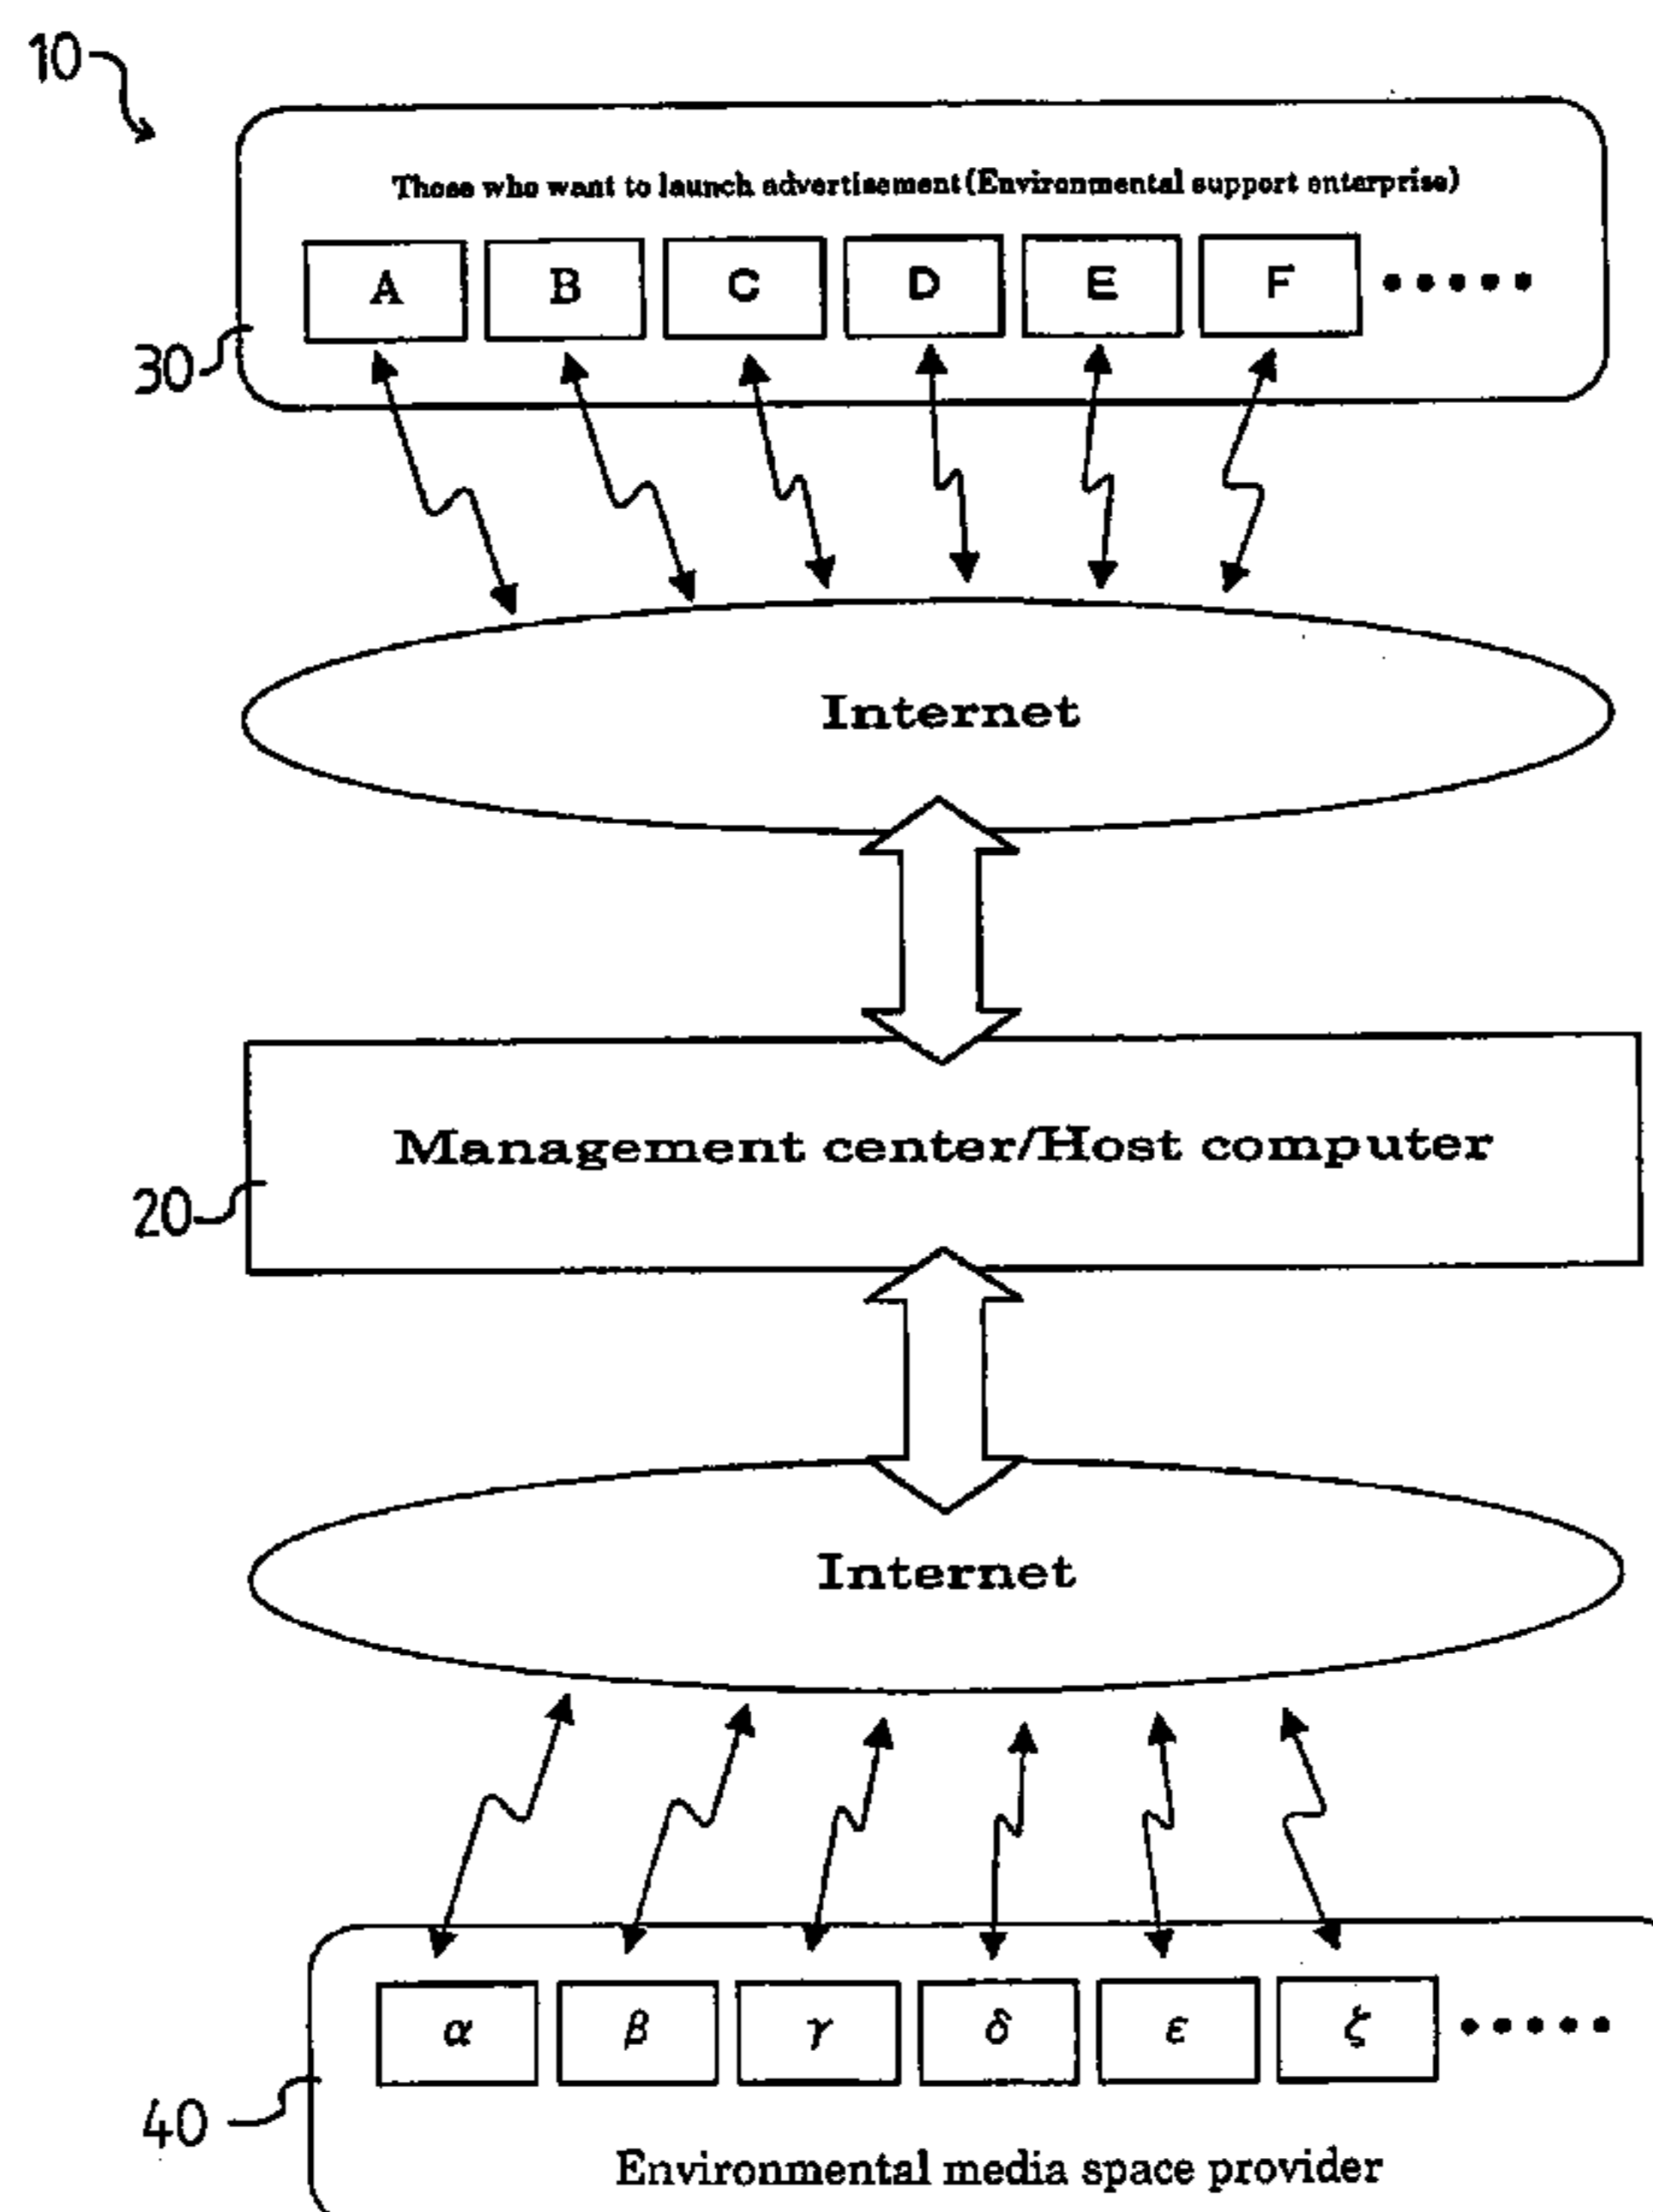 10
Those who want to launch advertisement(Environmental support enterprise)
A B C D E F •••••
30
Internet
Management center/Host computer
20
Internet
α β γ δ ε ζ •••••
40
Environmental media space provider